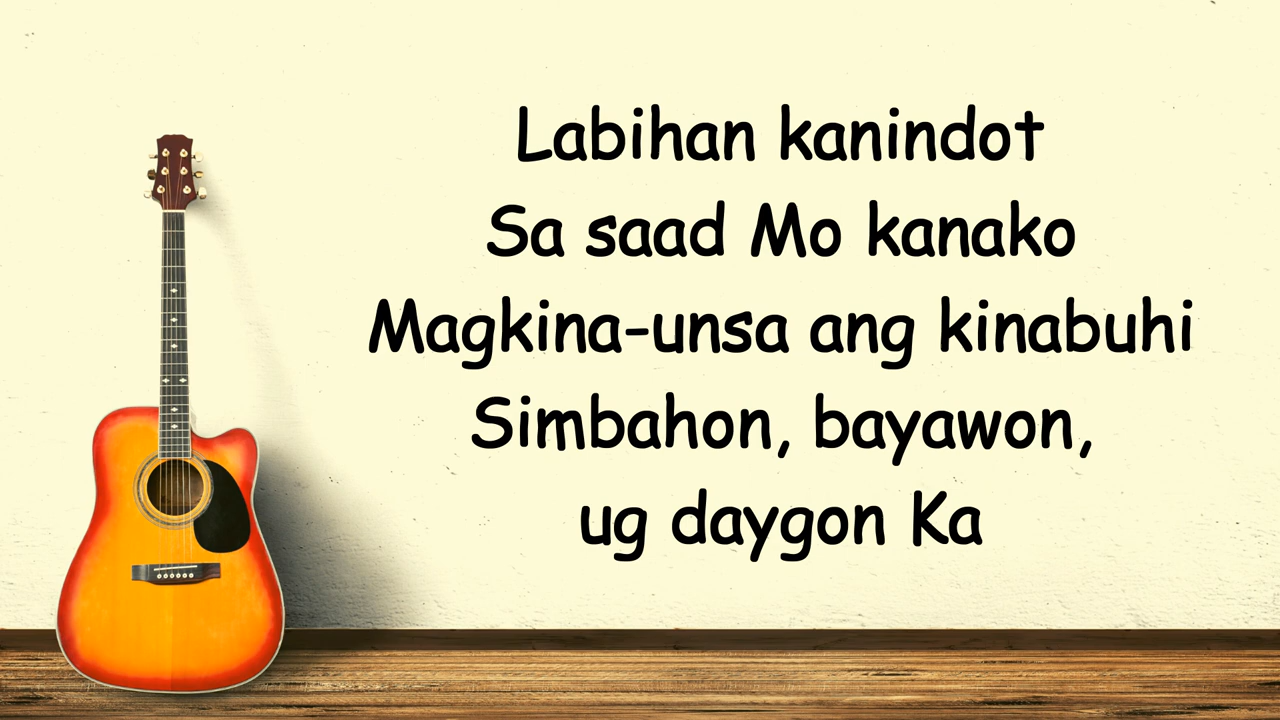 Labihan kanindot
Sa saad Mo kanako
Magkina-unsa ang kinabuhi
Simbahon, bayawon,
ug daygon Ka